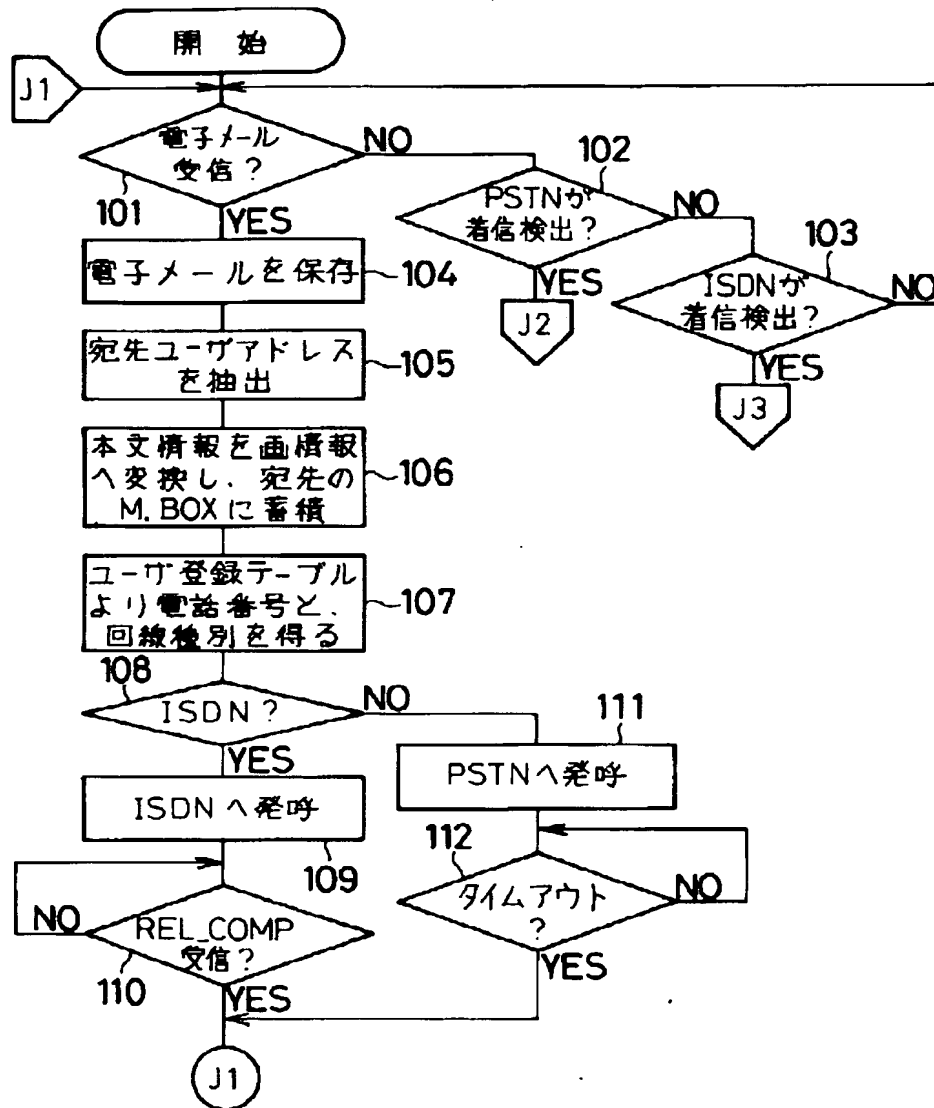 開始
J1
電子メール
受信?
NO
101
YES
102
PSTNが
着信検出?
NO
YES
J2
103
ISDNが
着信検出?
NO
YES
J3
電子メールを保存
104
宛先ユーザアドレス
を抽出
105
本文情報を画情報
へ変換し、宛先の
M.BOXに蓄積
106
ユーザ登録テーブル
より電話番号と、
回線種別を得る
107
108
ISDN?
NO
YES
ISDNへ発呼
109
111
PSTNへ発呼
112
タイムアウト
?
NO
YES
REL_COMP
受信?
NO
110
YES
J1